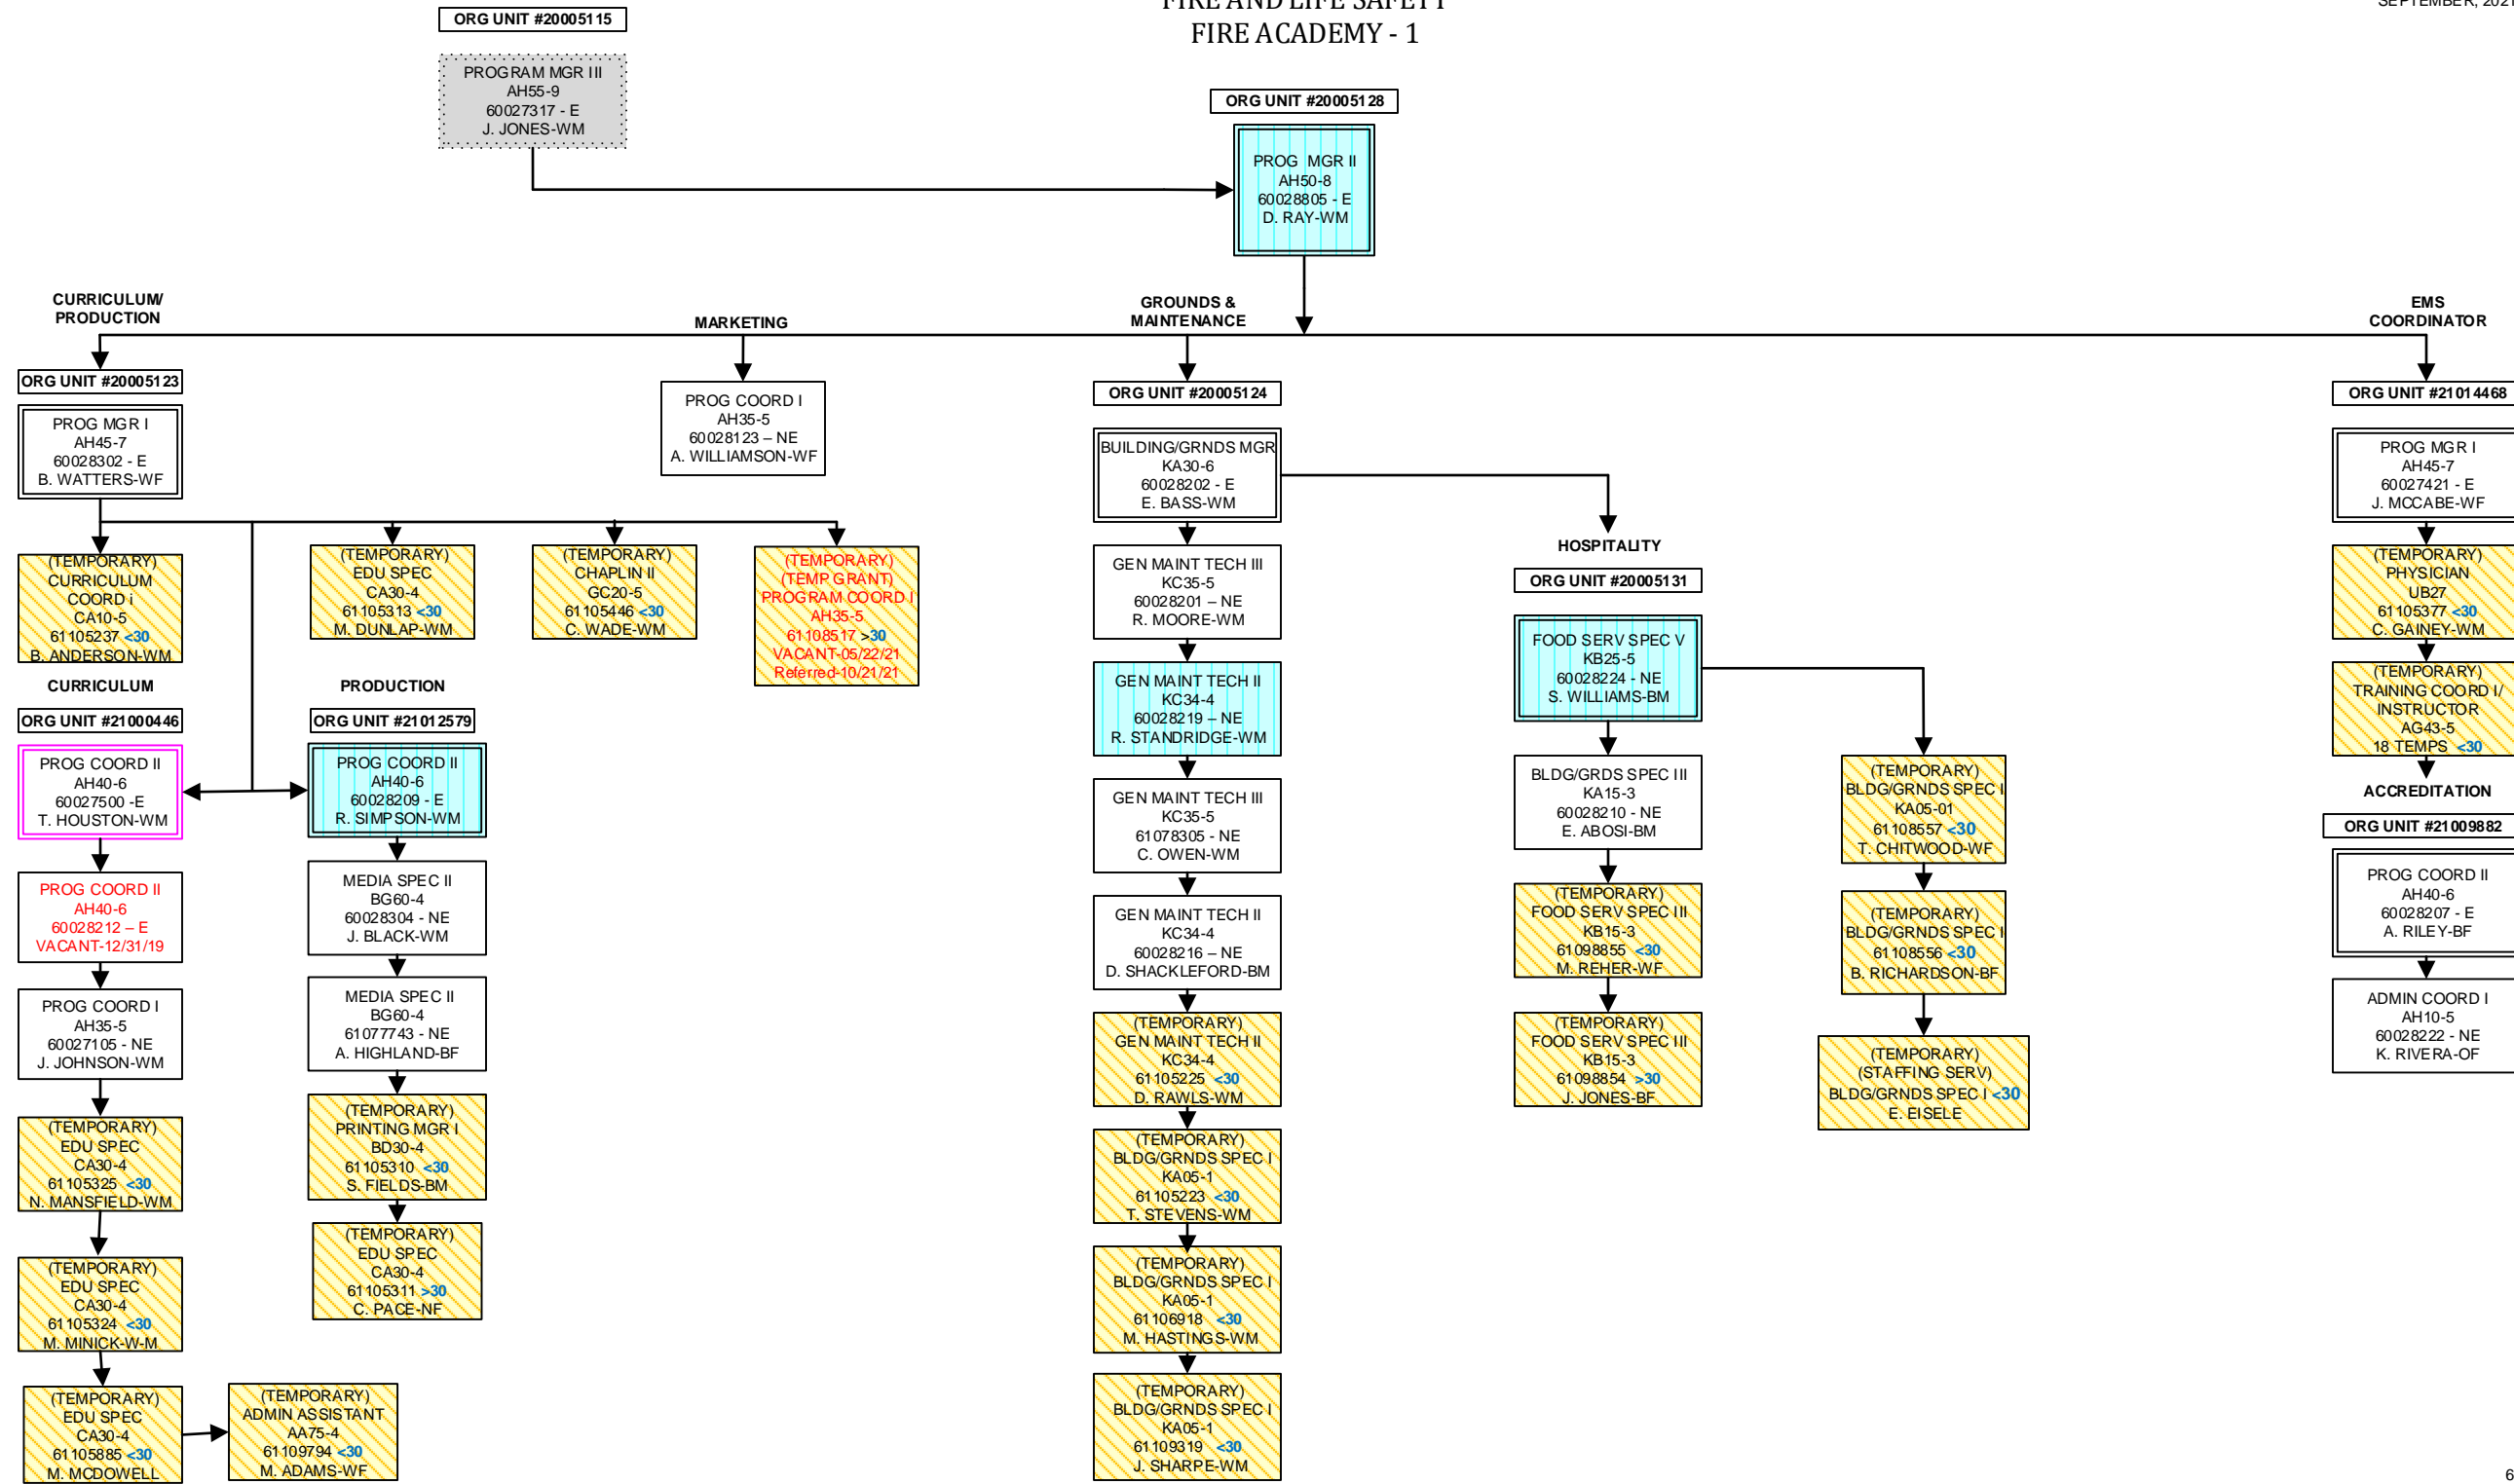 ORG UNIT #20005115
FIRE AND LIFE SAFETY
FIRE ACADEMY - 1
SEPTEMBER, 2021
PROGRAM MGR III
AH55-9
60027317 - E
J. JONES-WM
ORG UNIT #20005128
PROG MGR II
AH50-8
60028805 - E
D. RAY-WM
CURRICULUM/
PRODUCTION
MARKETING
GROUNDS &
MAINTENANCE
EMS
COORDINATOR
ORG UNIT #20005123
PROG MGR I
AH45-7
60028302 - E
B. WATTERS-WF
PROG COORD I
AH35-5
60028123 – NE
A. WILLIAMSON-WF
ORG UNIT #20005124
BUILDING/GRNDS MGR
KA30-6
60028202 - E
E. BASS-WM
ORG UNIT #21014468
PROG MGR I
AH45-7
60027421 - E
J. MCCABE-WF
(TEMPORARY)
CURRICULUM
COORD i
CA10-5
61105237 <30
B. ANDERSON-WM
(TEMPORARY)
EDU SPEC
CA30-4
61105313 <30
M. DUNLAP-WM
(TEMPORARY)
CHAPLIN II
GC20-5
61105446 <30
C. WADE-WM
(TEMPORARY)
(TEMP GRANT)
PROGRAM COORD I
AH35-5
61108517 >30
VACANT-05/22/21
Referred-10/21/21
CURRICULUM
ORG UNIT #21000446
PROG COORD II
AH40-6
60027500 -E
T. HOUSTON-WM
PROG COORD II
AH40-6
60028212 – E
VACANT-12/31/19
PROG COORD I
AH35-5
60027105 - NE
J. JOHNSON-WM
(TEMPORARY)
EDU SPEC
CA30-4
61105325 <30
N. MANSFIELD-WM
(TEMPORARY)
EDU SPEC
CA30-4
61105324 <30
M. MINICK-W-M
(TEMPORARY)
EDU SPEC
CA30-4
61105885 <30
M. MCDOWELL
(TEMPORARY)
ADMIN ASSISTANT
AA75-4
61109794 <30
M. ADAMS-WF
PRODUCTION
ORG UNIT #21012579
PROG COORD II
AH40-6
60028209 - E
R. SIMPSON-WM
MEDIA SPEC II
BG60-4
60028304 - NE
J. BLACK-WM
MEDIA SPEC II
BG60-4
61077743 - NE
A. HIGHLAND-BF
(TEMPORARY)
PRINTING MGR I
BD30-4
61105310 <30
S. FIELDS-BM
(TEMPORARY)
EDU SPEC
CA30-4
61105311 >30
C. PACE-NF
GEN MAINT TECH III
KC35-5
60028201 – NE
R. MOORE-WM
GEN MAINT TECH II
KC34-4
60028219 – NE
R. STANDRIDGE-WM
GEN MAINT TECH III
KC35-5
61078305 - NE
C. OWEN-WM
GEN MAINT TECH II
KC34-4
60028216 – NE
D. SHACKLEFORD-BM
(TEMPORARY)
GEN MAINT TECH II
KC34-4
61105225 <30
D. RAWLS-WM
(TEMPORARY)
BLDG/GRNDS SPEC I
KA05-1
61105223 <30
T. STEVENS-WM
(TEMPORARY)
BLDG/GRNDS SPEC I
KA05-1
61106918 <30
M. HASTINGS-WM
(TEMPORARY)
BLDG/GRNDS SPEC I
KA05-1
61109319 <30
J. SHARPE-WM
HOSPITALITY
ORG UNIT #20005131
FOOD SERV SPEC V
KB25-5
60028224 - NE
S. WILLIAMS-BM
BLDG/GRDS SPEC III
KA15-3
60028210 - NE
E. ABOSI-BM
(TEMPORARY)
FOOD SERV SPEC III
KB15-3
61098855 <30
M. REHER-WF
(TEMPORARY)
FOOD SERV SPEC III
KB15-3
61098854 >30
J. JONES-BF
(TEMPORARY)
BLDG/GRNDS SPEC I
KA05-01
61108557 <30
T. CHITWOOD-WF
(TEMPORARY)
BLDG/GRNDS SPEC I
61108556 <30
B. RICHARDSON-BF
(TEMPORARY)
(STAFFING SERV)
BLDG/GRNDS SPEC I <30
E. EISELE
(TEMPORARY)
PHYSICIAN
UB27
61105377 <30
C. GAINEY-WM
(TEMPORARY)
TRAINING COORD I/
INSTRUCTOR
AG43-5
18 TEMPS <30
ACCREDITATION
ORG UNIT #21009882
PROG COORD II
AH40-6
60028207 - E
A. RILEY-BF
ADMIN COORD I
AH10-5
60028222 - NE
K. RIVERA-OF
6